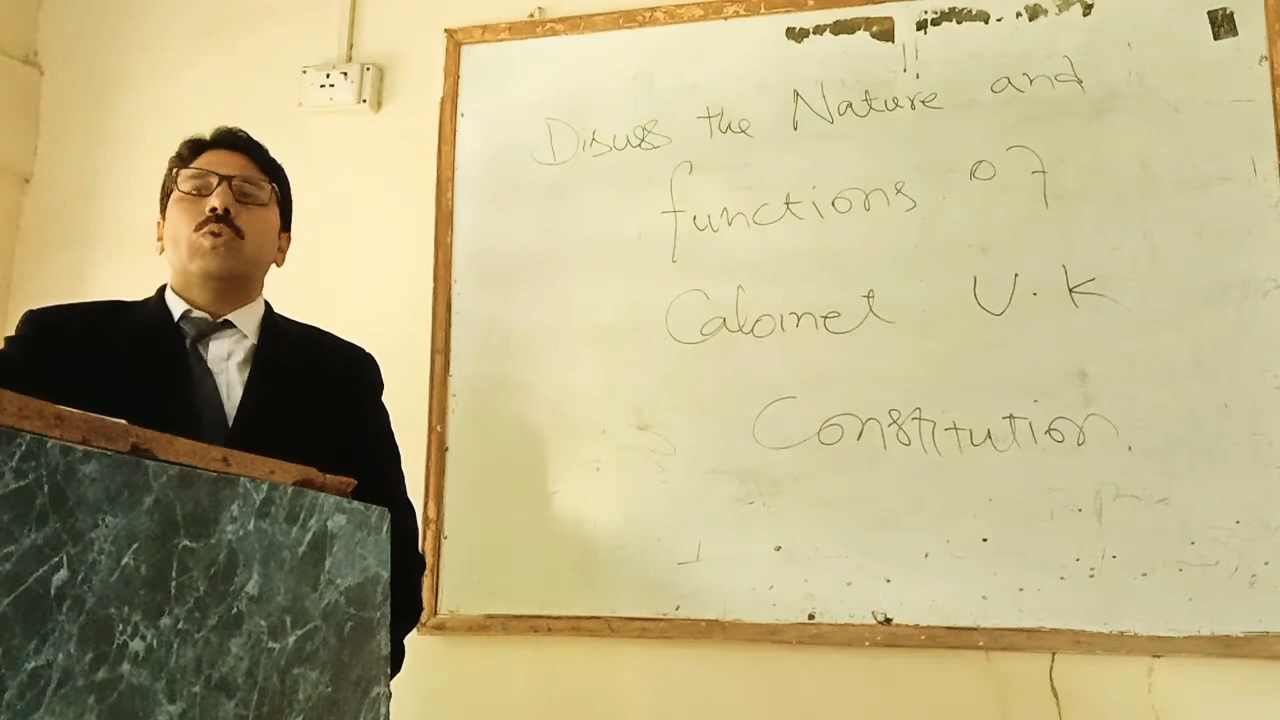 Discuss the Nature and
functions of
Cabinet U.K
Constitution.